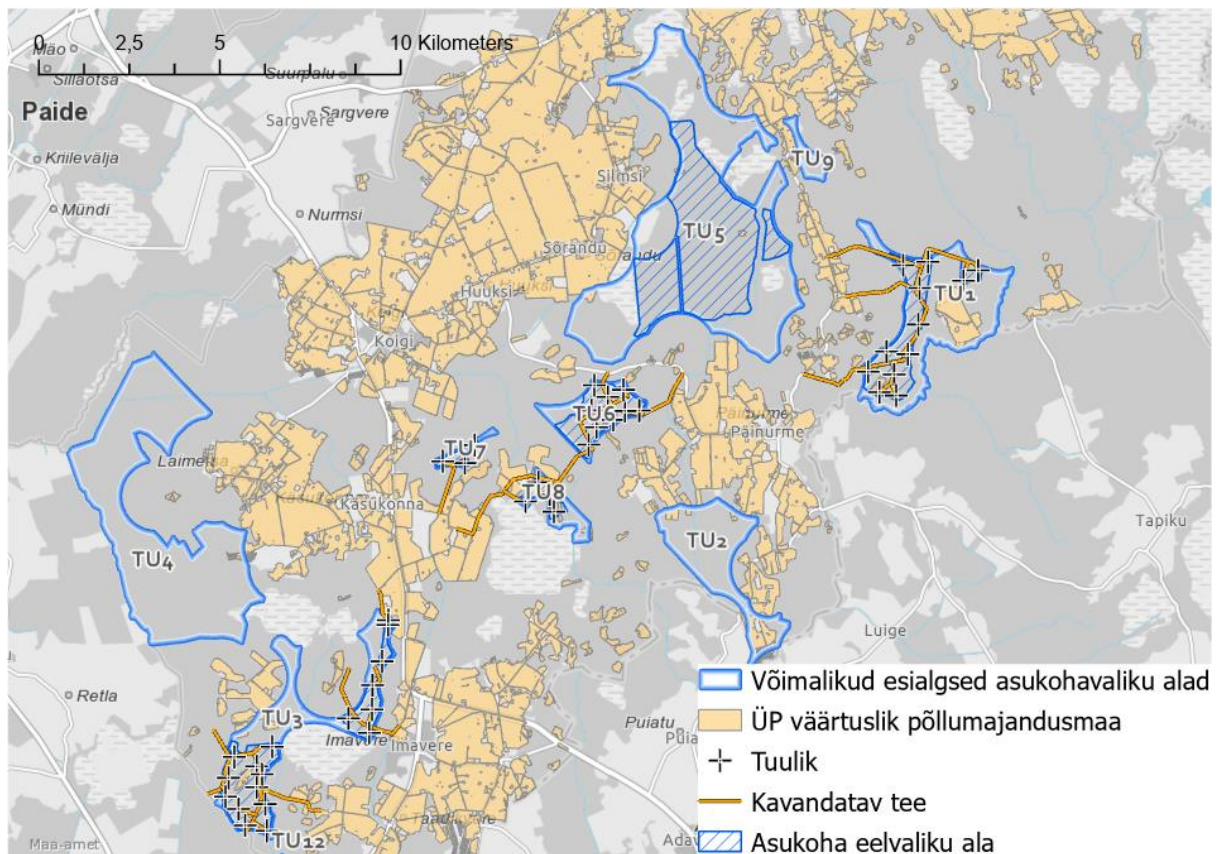 0 2,5 5 10 Kilometers
Mäo
Sillaotsa
Suurpalu
Paide
Sargvere
Sargvere
Kriilevälja
Mündi
Nurmsi
Silmsi
TU9
TU5
Sõrandu
Huuksi
TU1
Koigi
TU6
Päinurme
Päinurme
TU7
Laimetsa
Käsukonna
TU8
Tapiku
TU2
TU4
Luige
Retla
TU3
Imavere
Imavere
Puiatu
TU12
Maa-amet
Võimalikud esialgsed asukohavaliku alad
ÜP väärtuslik põllumajandusmaa
Tuulik
Kavandatav tee
Asukoha eelvaliku ala